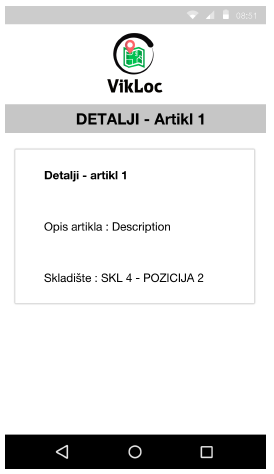 08:51
VikLoc
DETALJI - Artikl 1
Detalji - artikl 1
Opis artikla : Description
Skladište : SKL 4 - POZICIJA 2